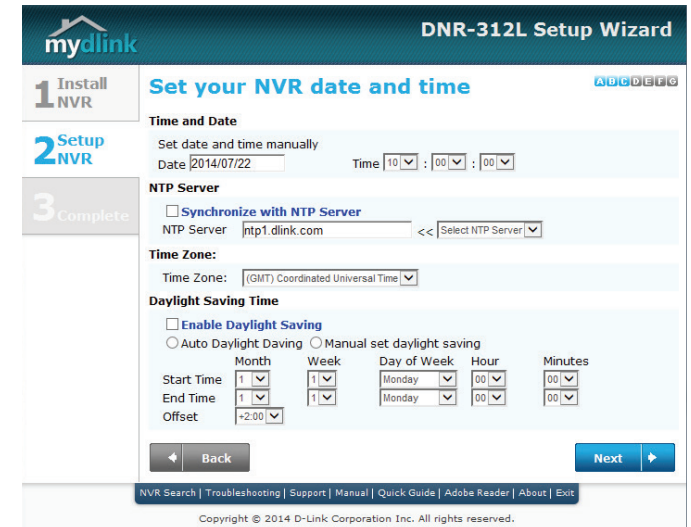 mydlink
DNR-312L Setup Wizard
1 Install NVR
2 Setup NVR
3 Complete
Set your NVR date and time
A B C D E F G
Time and Date
Set date and time manually
Date 2014/07/22 Time 10 : 00 : 00
NTP Server
Synchronize with NTP Server
NTP Server ntp1.dlink.com << Select NTP Server
Time Zone:
Time Zone: (GMT) Coordinated Universal Time
Daylight Saving Time
Enable Daylight Saving
Auto Daylight Daving Manual set daylight saving
Month Week Day of Week Hour Minutes
Start Time 1 1 Monday 00 00
End Time 1 1 Monday 00 00
Offset +2:00
Back
Next
NVR Search | Troubleshooting | Support | Manual | Quick Guide | Adobe Reader | About | Exit
Copyright © 2014 D-Link Corporation Inc. All rights reserved.